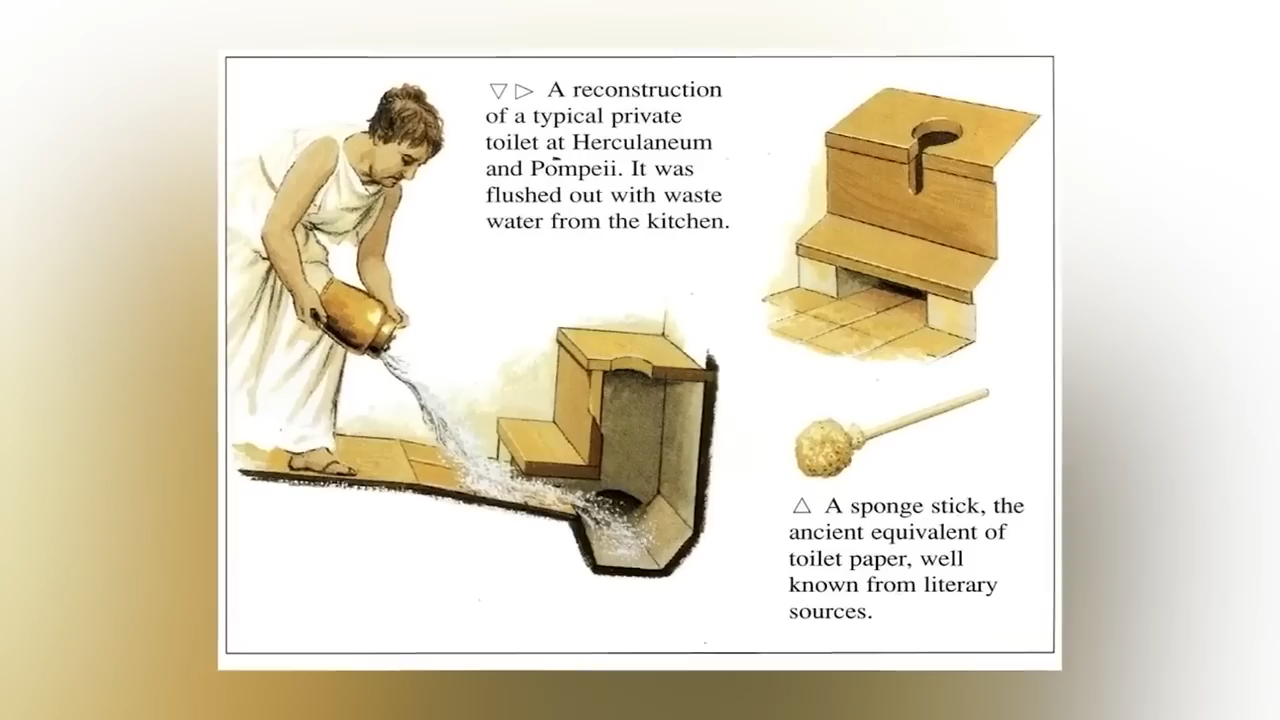 ▽ ▷ A reconstruction
of a typical private
toilet at Herculaneum
and Pompeii. It was
flushed out with waste
water from the kitchen.
△ A sponge stick, the
ancient equivalent of
toilet paper, well
known from literary
sources.